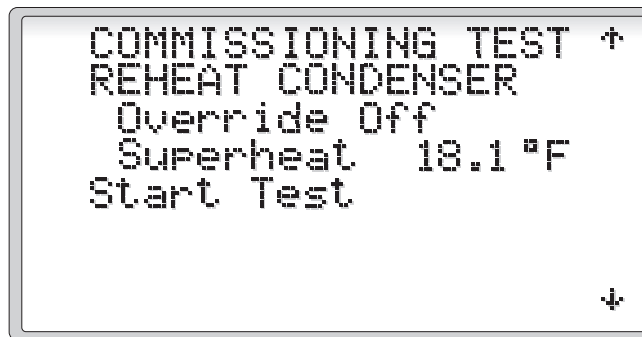 COMMISSIONING TEST ↑
REHEAT CONDENSER
Override Off
Superheat 18.1 °F
Start Test
↓